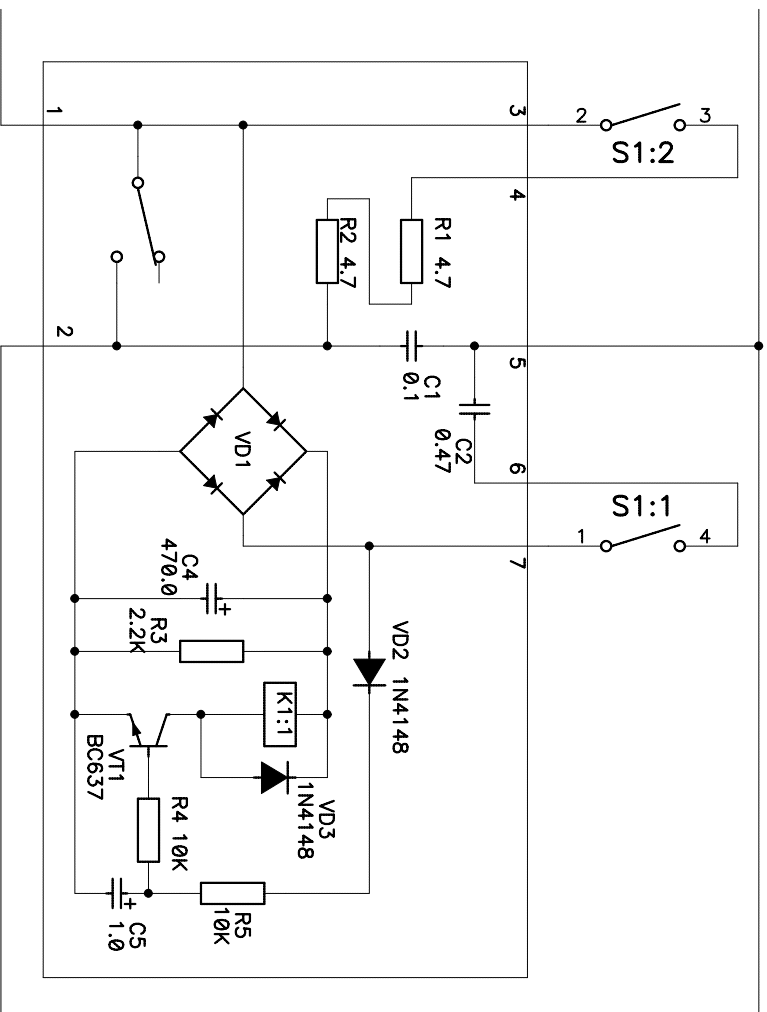 1
3
2
3
S1:2
4
R1 4.7
R2 4.7
2
5
C1
0.1
C2
0.47
6
VD1
S1:1
1
4
7
C4
470.0
R3
2.2K
VD2 1N4148
K1:1
VT1
BC637
VD3
1N4148
R4 10K
R5
10K
C5
1.0
+
+